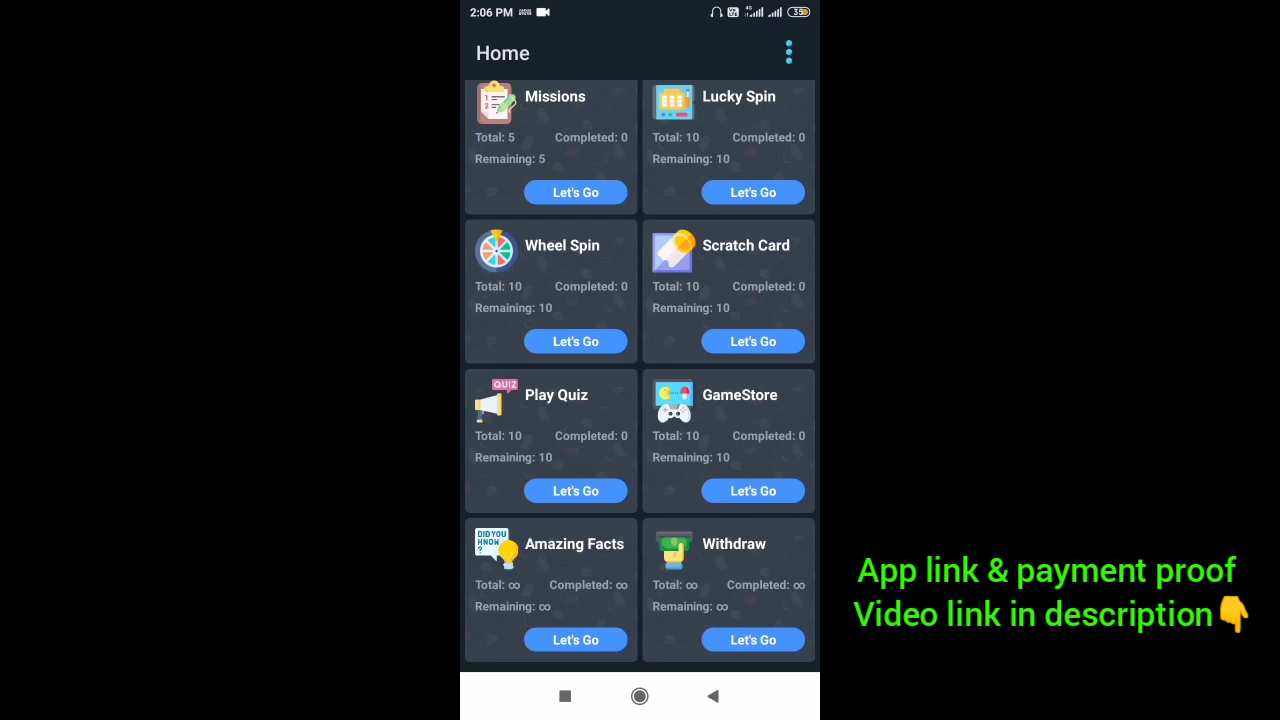 2:06 PM
4G
35
Home
Missions
Lucky Spin
Total: 5 Completed: 0
Total: 10 Completed: 0
Remaining: 5
Remaining: 10
Let's Go
Let's Go
Wheel Spin
Scratch Card
Total: 10 Completed: 0
Total: 10 Completed: 0
Remaining: 10
Remaining: 10
Let's Go
Let's Go
QUIZ
Play Quiz
GameStore
Total: 10 Completed: 0
Total: 10 Completed: 0
Remaining: 10
Remaining: 10
Let's Go
Let's Go
DID YOU
KNOW
?
Amazing Facts
Withdraw
Total: ∞ Completed: ∞
Total: ∞ Completed: ∞
Remaining: ∞
Remaining: ∞
Let's Go
Let's Go
App link & payment proof
Video link in description👇